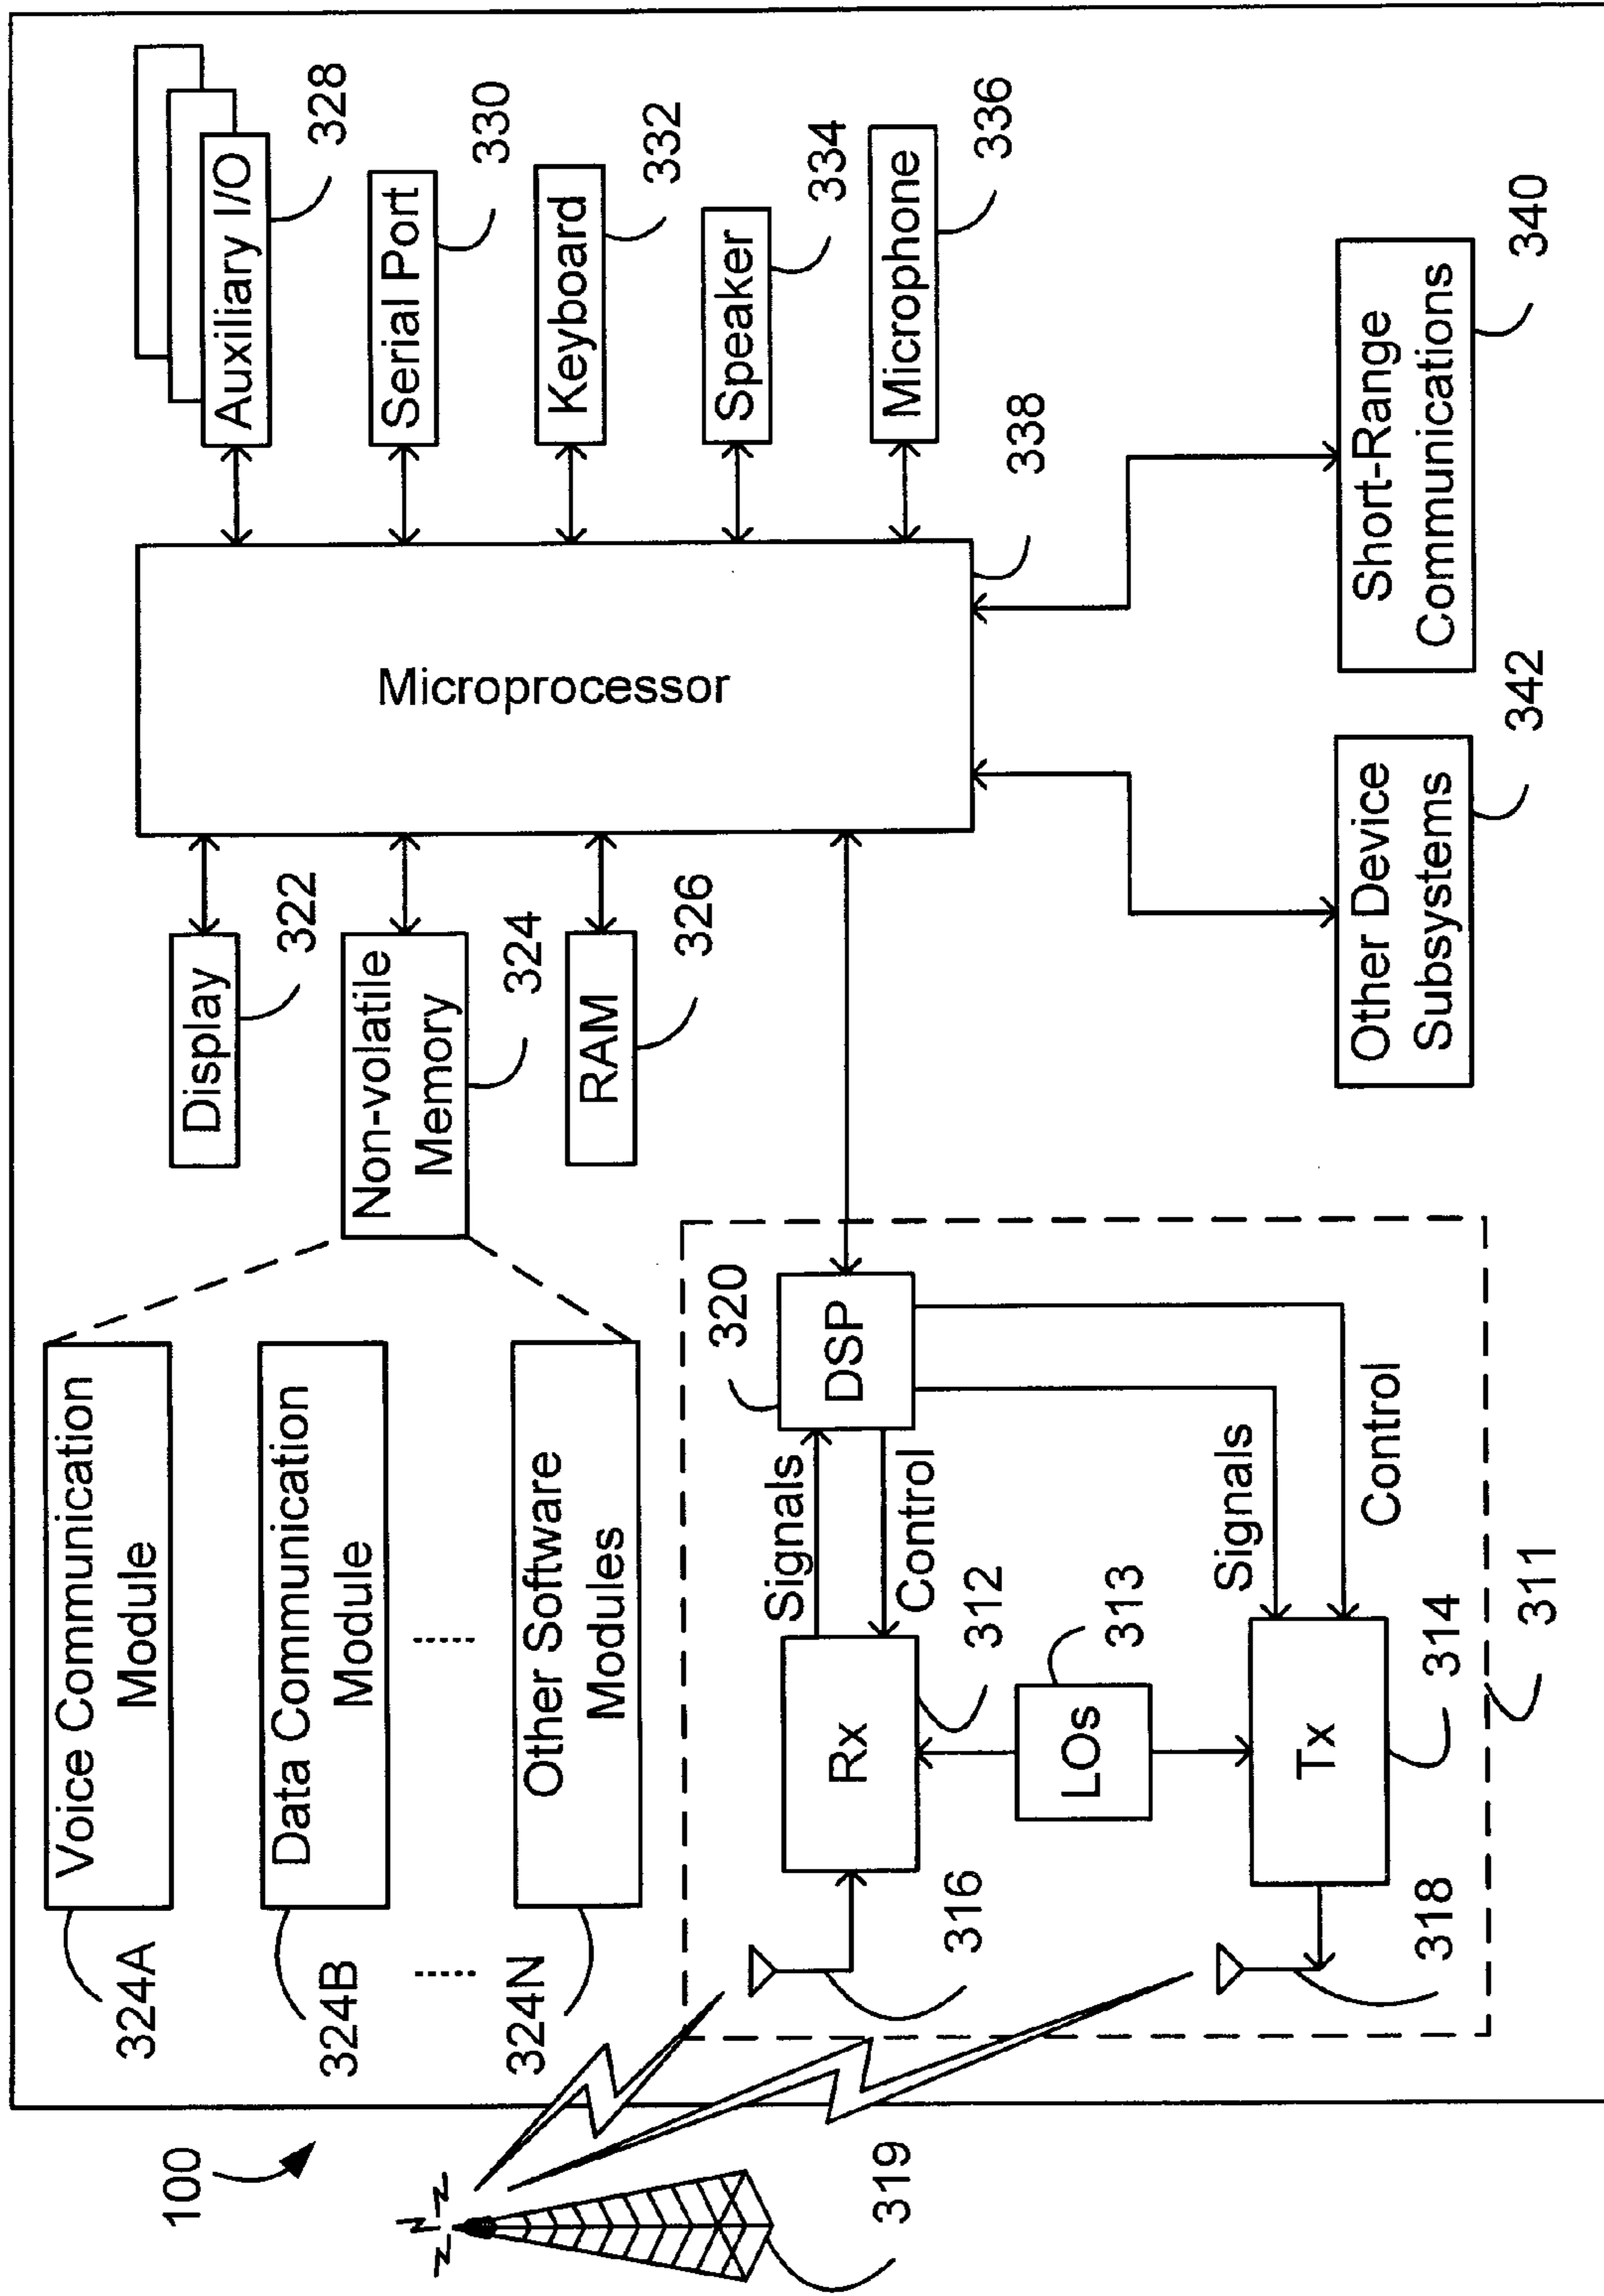 100
319
324A
Voice Communication
Module
324B
Data Communication
Module
........
........
324N
Other Software
Modules
Display
322
Non-volatile
Memory
324
RAM
326
Microprocessor
338
Auxiliary I/O
328
Serial Port
330
Keyboard
332
Speaker
334
Microphone
336
Short-Range
Communications
340
Other Device
Subsystems
342
DSP
320
Signals
Control
Rx
312
LOs
313
Signals
Control
Tx
314
316
318
311